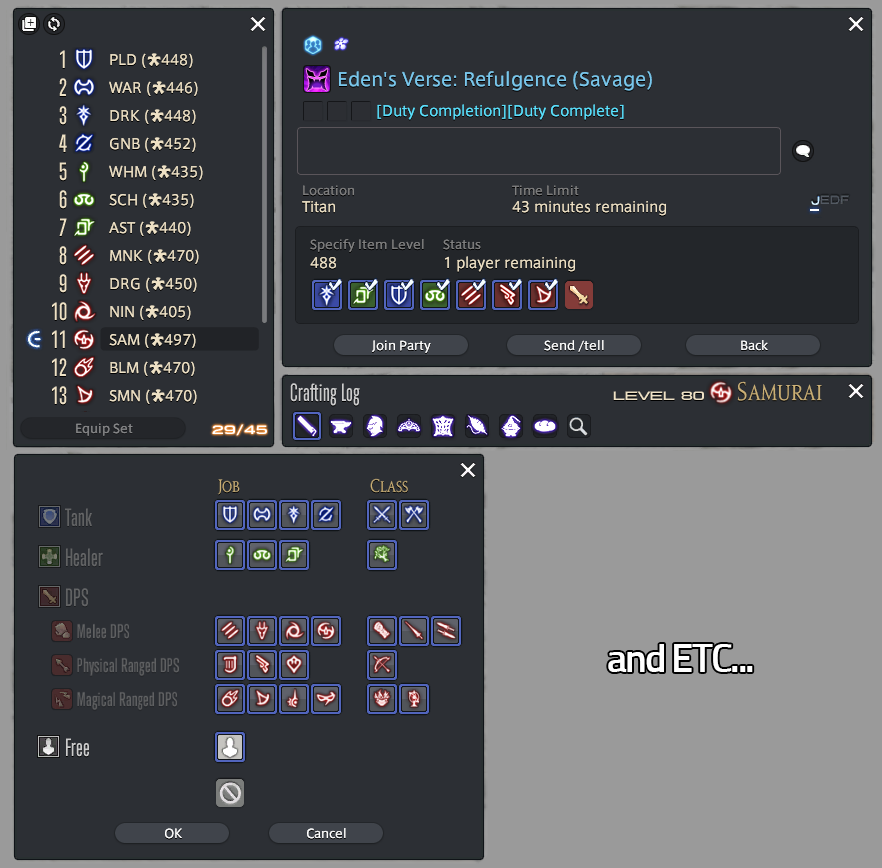 1 PLD (★448)
2 WAR (★446)
3 DRK (★448)
4 GNB (★452)
5 WHM (★435)
6 SCH (★435)
7 AST (★440)
8 MNK (★470)
9 DRG (★450)
10 NIN (★405)
11 SAM (★497)
12 BLM (★470)
13 SMN (★470)
Equip Set 29/45
Eden's Verse: Refulgence (Savage)
[Duty Completion][Duty Complete]
Location Time Limit
Titan 43 minutes remaining
JEDF
Specify Item Level Status
488 1 player remaining
Join Party Send /tell Back
Crafting Log LEVEL 80 SAMURAI
JOB CLASS
Tank
Healer
DPS
Melee DPS
Physical Ranged DPS
Magical Ranged DPS
Free
OK Cancel
and ETC...